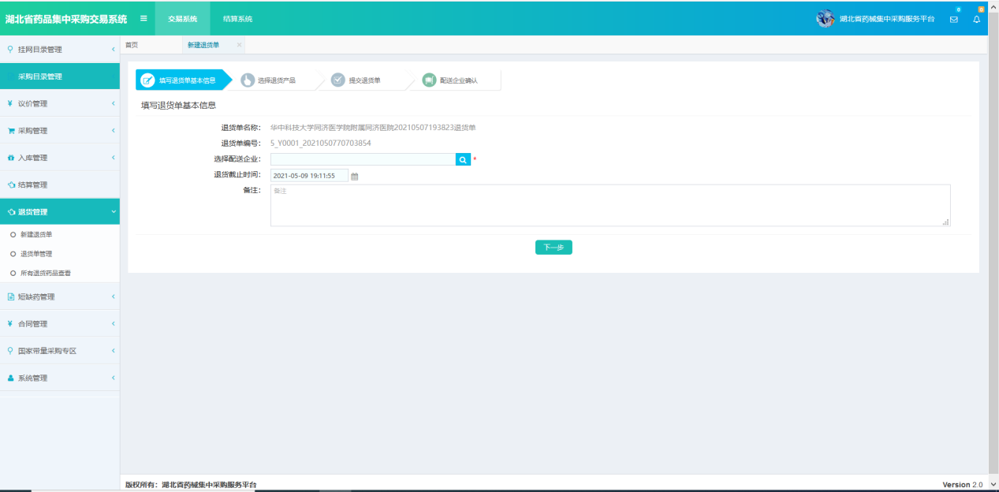 湖北省药品集中采购交易系统
交易系统
结算系统
湖北省药械集中采购服务平台
0
0
挂网目录管理
采购目录管理
¥ 议价管理
采购管理
入库管理
结算管理
退货管理
新建退货单
退货单管理
所有退货药品查看
短缺药管理
¥ 合同管理
国家带量采购专区
系统管理
首页
新建退货单 ×
填写退货单基本信息
选择退货产品
提交退货单
配送企业确认
填写退货单基本信息
退货单名称： 华中科技大学同济医学院附属同济医院20210507193823退货单
退货单编号： 5_Y0001_2021050770703854
选择配送企业： *
退货截止时间： 2021-05-09 19:11:55
备注： 备注
下一步
版权所有：湖北省药械集中采购服务平台
Version 2.0